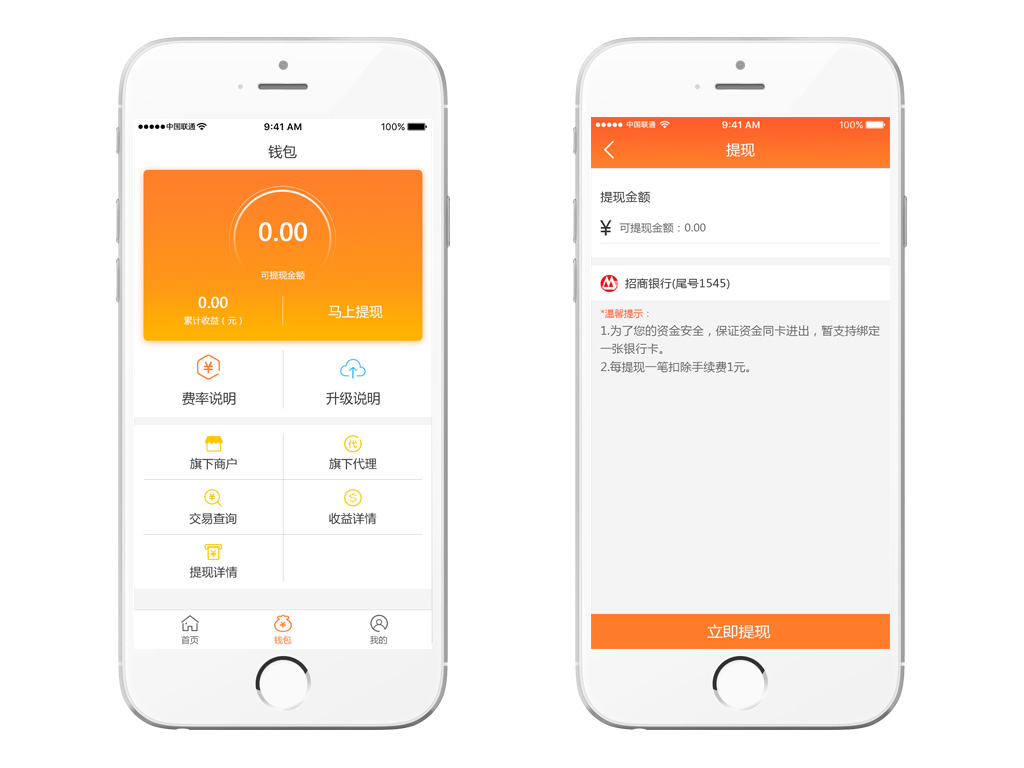 中国联通
9:41 AM
100%
钱包
0.00
可提现金额
0.00
累计收益（元）
马上提现
¥
费率说明
升级说明
旗下商户
代
旗下代理
¥
交易查询
$
收益详情
¥
提现详情
首页
¥
钱包
我的
中国联通
9:41 AM
100%
提现
提现金额
¥ 可提现金额：0.00
招商银行(尾号1545)
*温馨提示：
1.为了您的资金安全，保证资金同卡进出，暂支持绑定
一张银行卡。
2.每提现一笔扣除手续费1元。
立即提现